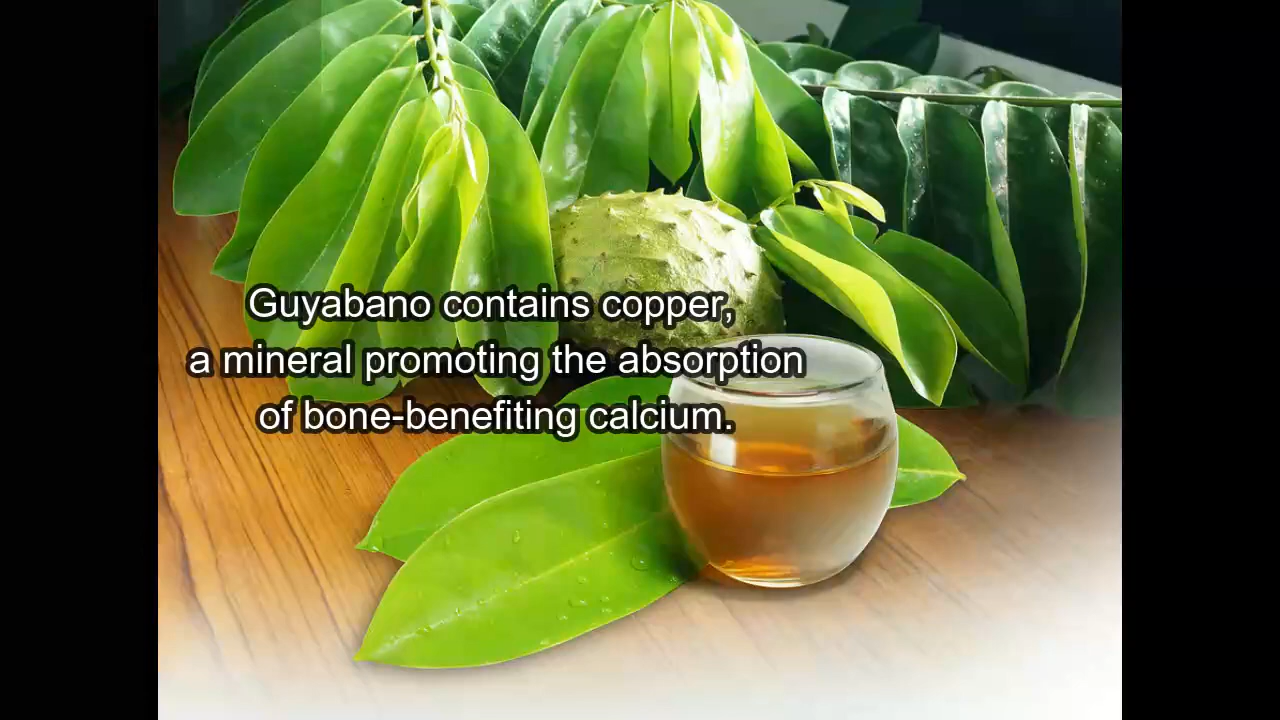 Guyabano contains copper,
a mineral promoting the absorption
of bone-benefiting calcium.